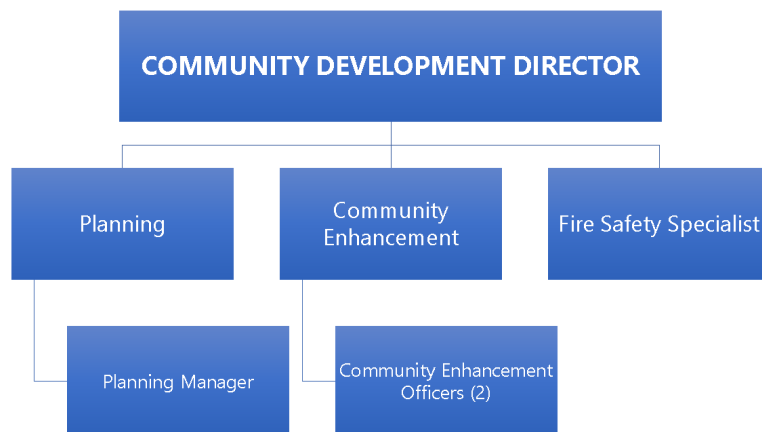 COMMUNITY DEVELOPMENT DIRECTOR
Planning
Community
Enhancement
Fire Safety Specialist
Planning Manager
Community Enhancement
Officers (2)